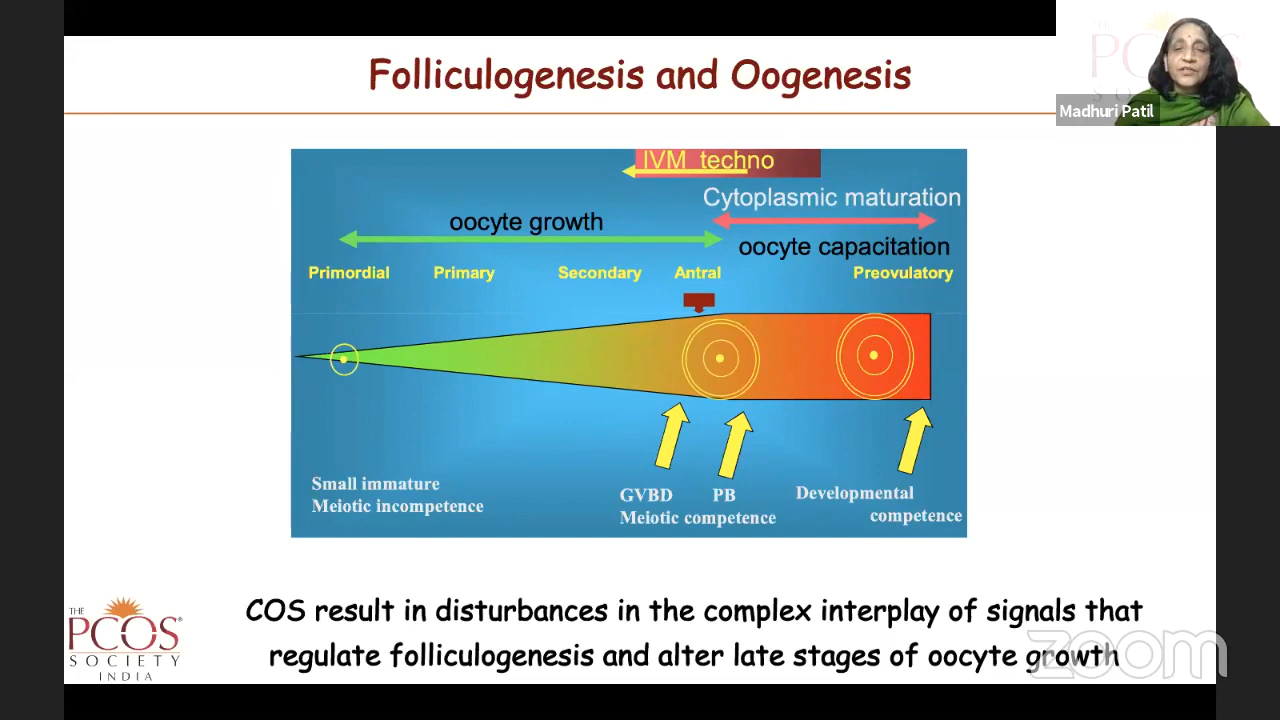 Folliculogenesis and Oogenesis
Madhuri Patil
IVM techno
Cytoplasmic maturation
oocyte growth
oocyte capacitation
Primordial Primary Secondary Antral Preovulatory
Small immature
Meiotic incompetence
GVBD PB
Meiotic competence
Developmental
competence
THE
PCOS®
SOCIETY
INDIA
COS result in disturbances in the complex interplay of signals that
regulate folliculogenesis and alter late stages of oocyte growth
zoom